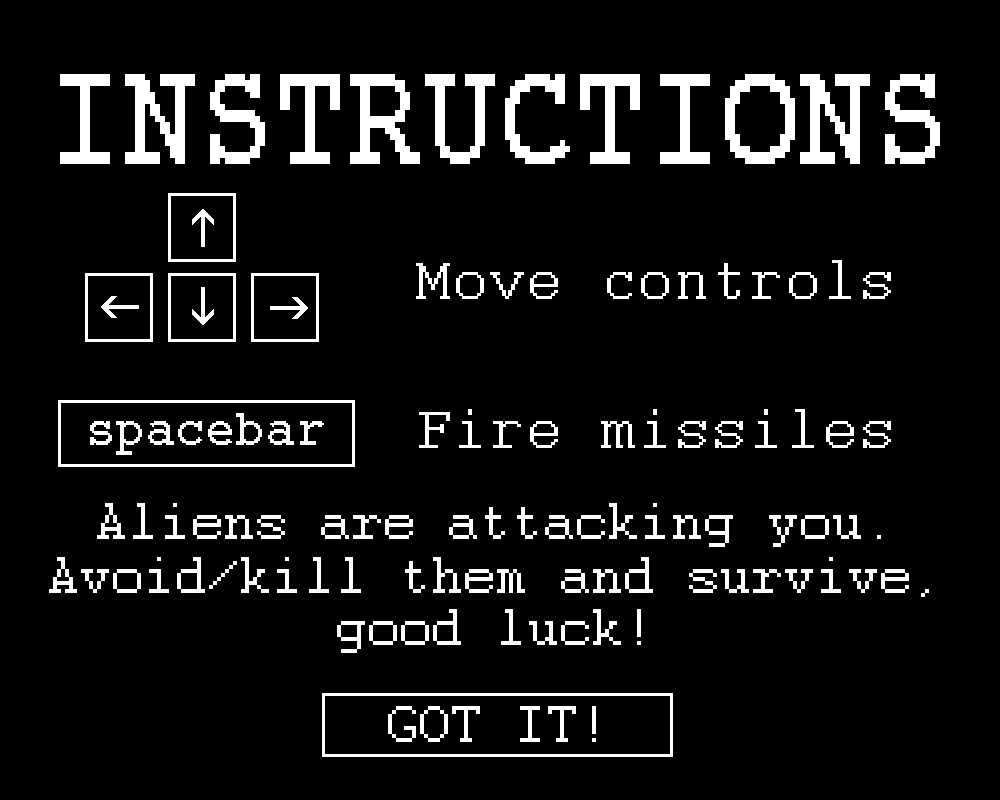 INSTRUCTIONS
↑
← ↓ →
Move controls
spacebar
Fire missiles
Aliens are attacking you.
Avoid/kill them and survive,
good luck!
GOT IT!